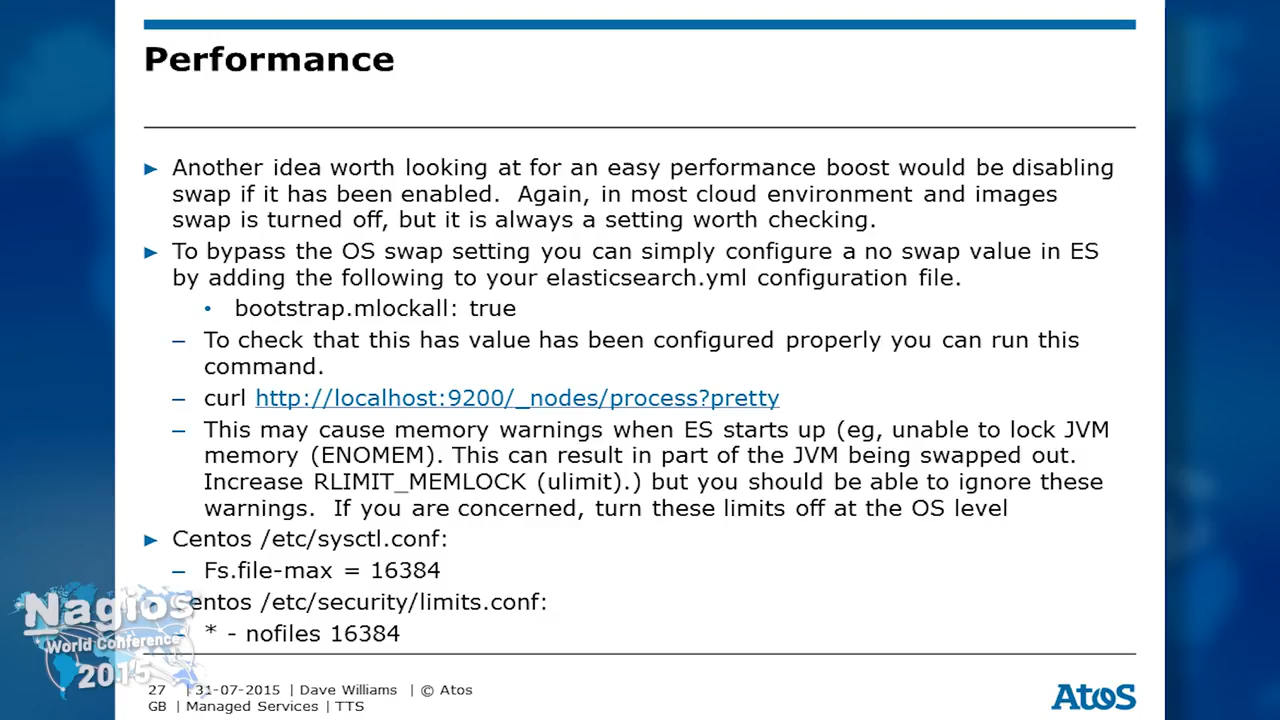 Performance
► Another idea worth looking at for an easy performance boost would be disabling
swap if it has been enabled. Again, in most cloud environment and images
swap is turned off, but it is always a setting worth checking.
► To bypass the OS swap setting you can simply configure a no swap value in ES
by adding the following to your elasticsearch.yml configuration file.
• bootstrap.mlockall: true
– To check that this has value has been configured properly you can run this
command.
– curl http://localhost:9200/_nodes/process?pretty
– This may cause memory warnings when ES starts up (eg, unable to lock JVM
memory (ENOMEM). This can result in part of the JVM being swapped out.
Increase RLIMIT_MEMLOCK (ulimit).) but you should be able to ignore these
warnings. If you are concerned, turn these limits off at the OS level
► Centos /etc/sysctl.conf:
– Fs.file-max = 16384
Centos /etc/security/limits.conf:
– * - nofiles 16384
Nagios
World Conference
2015
27 | 31-07-2015 | Dave Williams | © Atos
GB | Managed Services | TTS
Atos